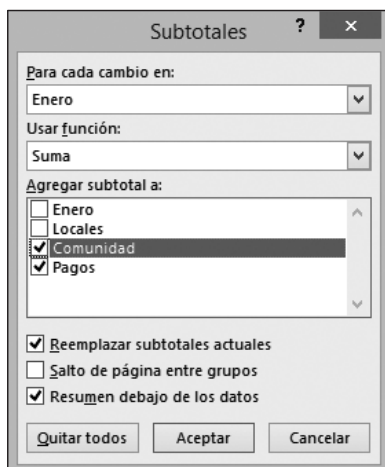 Subtotales ? ×
Para cada cambio en:
Enero
Usar función:
Suma
Agregar subtotal a:
Enero
Locales
Comunidad
Pagos
Reemplazar subtotales actuales
Salto de página entre grupos
Resumen debajo de los datos
Quitar todos Aceptar Cancelar